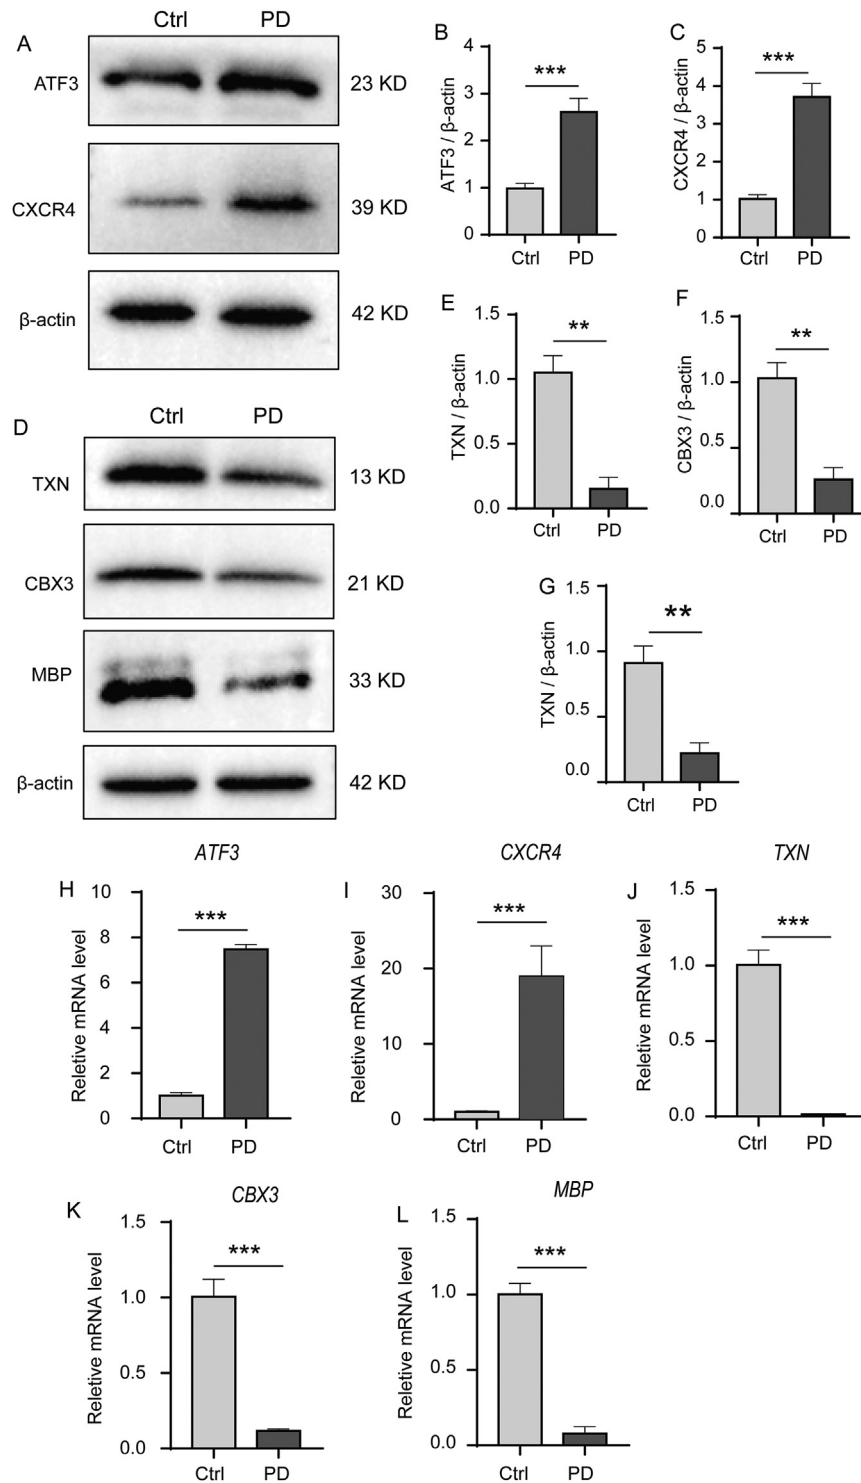 Ctrl PD
A
ATF3 23 KD
CXCR4 39 KD
β-actin 42 KD
B
ATF3 / β-actin
4
3
2
1
0
***
Ctrl PD
C
CXCR4 / β-actin
5
4
3
2
1
0
***
Ctrl PD
D
Ctrl PD
TXN 13 KD
CBX3 21 KD
MBP 33 KD
β-actin 42 KD
E
TXN / β-actin
1.5
1.0
0.5
0.0
**
Ctrl PD
F
CBX3 / β-actin
1.5
1.0
0.5
0.0
**
Ctrl PD
G
TXN / β-actin
1.5
1.0
0.5
0.0
**
Ctrl PD
ATF3
H
Reletive mRNA level
10
8
6
4
2
0
***
Ctrl PD
CXCR4
I
Reletive mRNA level
30
20
10
0
***
Ctrl PD
TXN
J
Reletive mRNA level
1.5
1.0
0.5
0.0
***
Ctrl PD
CBX3
K
Reletive mRNA level
1.5
1.0
0.5
0.0
***
Ctrl PD
MBP
L
Reletive mRNA level
1.5
1.0
0.5
0.0
***
Ctrl PD